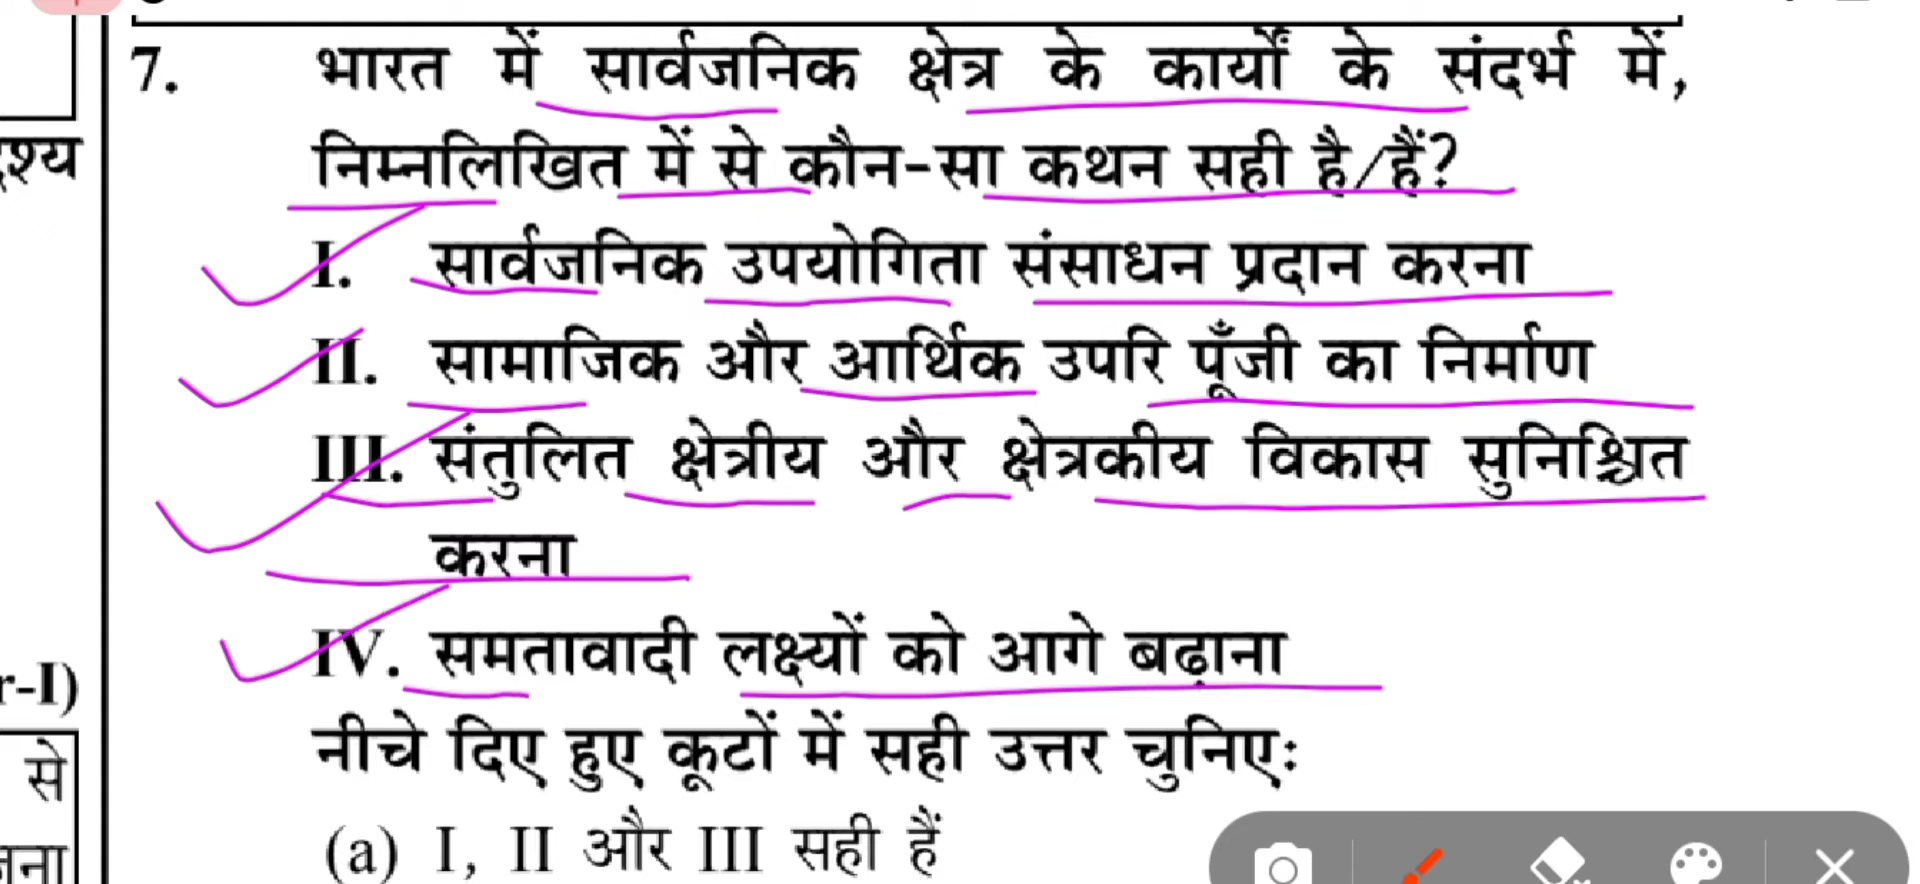 7. भारत में सार्वजनिक क्षेत्र के कार्यों के संदर्भ में,
निम्नलिखित में से कौन-सा कथन सही है/हैं?
I. सार्वजनिक उपयोगिता संसाधन प्रदान करना
II. सामाजिक और आर्थिक उपरि पूँजी का निर्माण
III. संतुलित क्षेत्रीय और क्षेत्रकीय विकास सुनिश्चित
करना
IV. समतावादी लक्ष्यों को आगे बढ़ाना
नीचे दिए हुए कूटों में सही उत्तर चुनिए:
(a) I, II और III सही हैं
r-I)
से